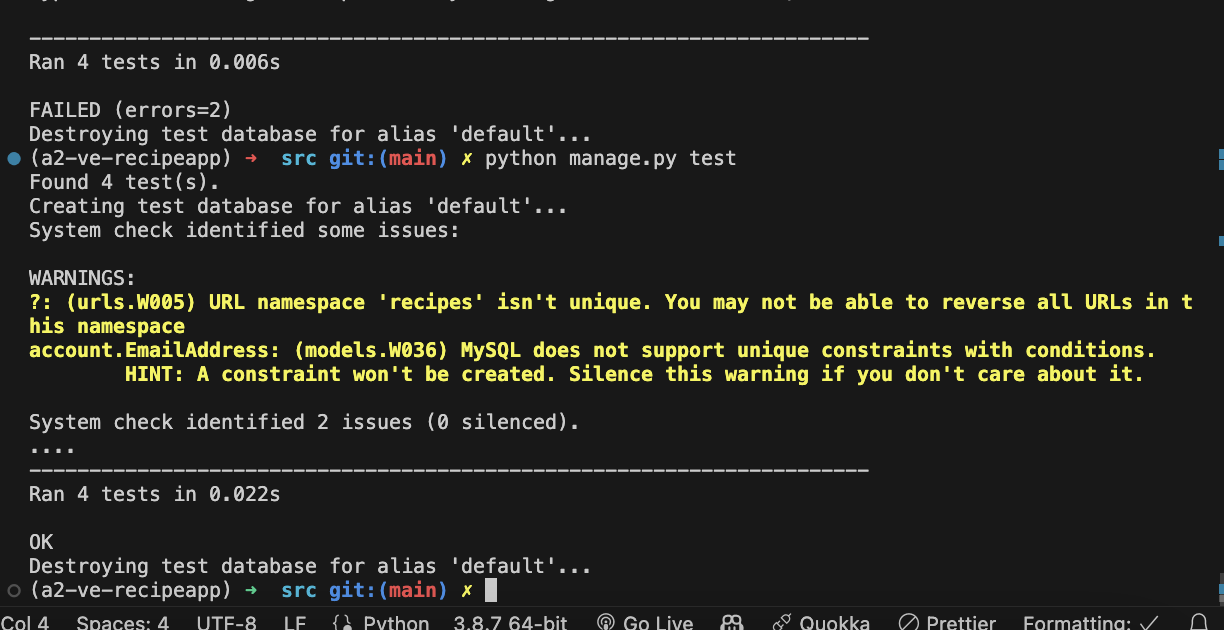 Ran 4 tests in 0.006s
FAILED (errors=2)
Destroying test database for alias 'default'...
(a2-ve-recipeapp) ➜ src git:(main) ✗ python manage.py test
Found 4 test(s).
Creating test database for alias 'default'...
System check identified some issues:
WARNINGS:
?: (urls.W005) URL namespace 'recipes' isn't unique. You may not be able to reverse all URLs in t
his namespace
account.EmailAddress: (models.W036) MySQL does not support unique constraints with conditions.
HINT: A constraint won't be created. Silence this warning if you don't care about it.
System check identified 2 issues (0 silenced).
....
Ran 4 tests in 0.022s
OK
Destroying test database for alias 'default'...
(a2-ve-recipeapp) ➜ src git:(main) ✗
Col 4 Spaces: 4 UTF-8 LF Python 3.8.7 64-bit Go Live Quokka Prettier Formatting: ✓